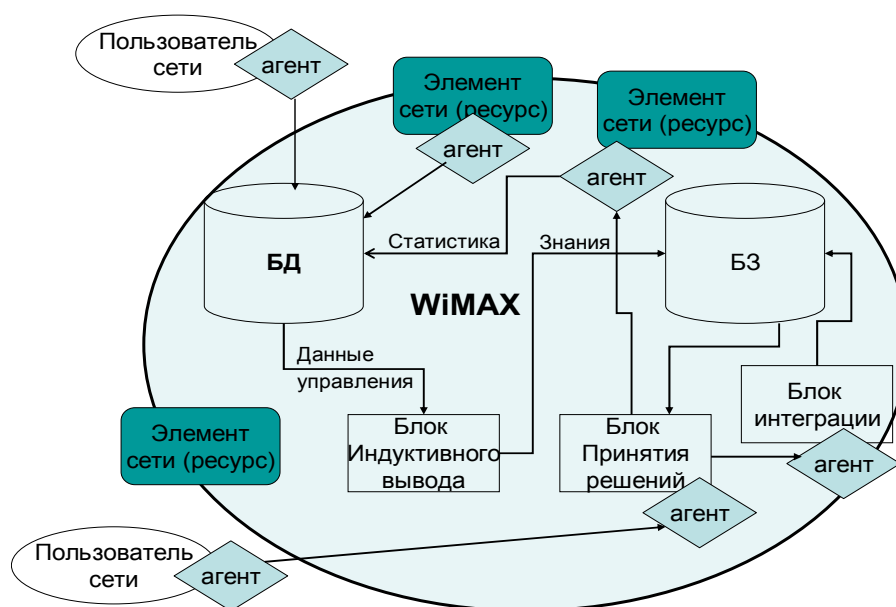 Пользователь
сети
агент
Элемент
сети (ресурс)
агент
Элемент
сети (ресурс)
агент
БД
Статистика
Знания
БЗ
WiMAX
Данные
управления
Блок
Индуктивного
вывода
Блок
Принятия
решений
Блок
интеграции
агент
Элемент
сети (ресурс)
агент
Пользователь
сети
агент